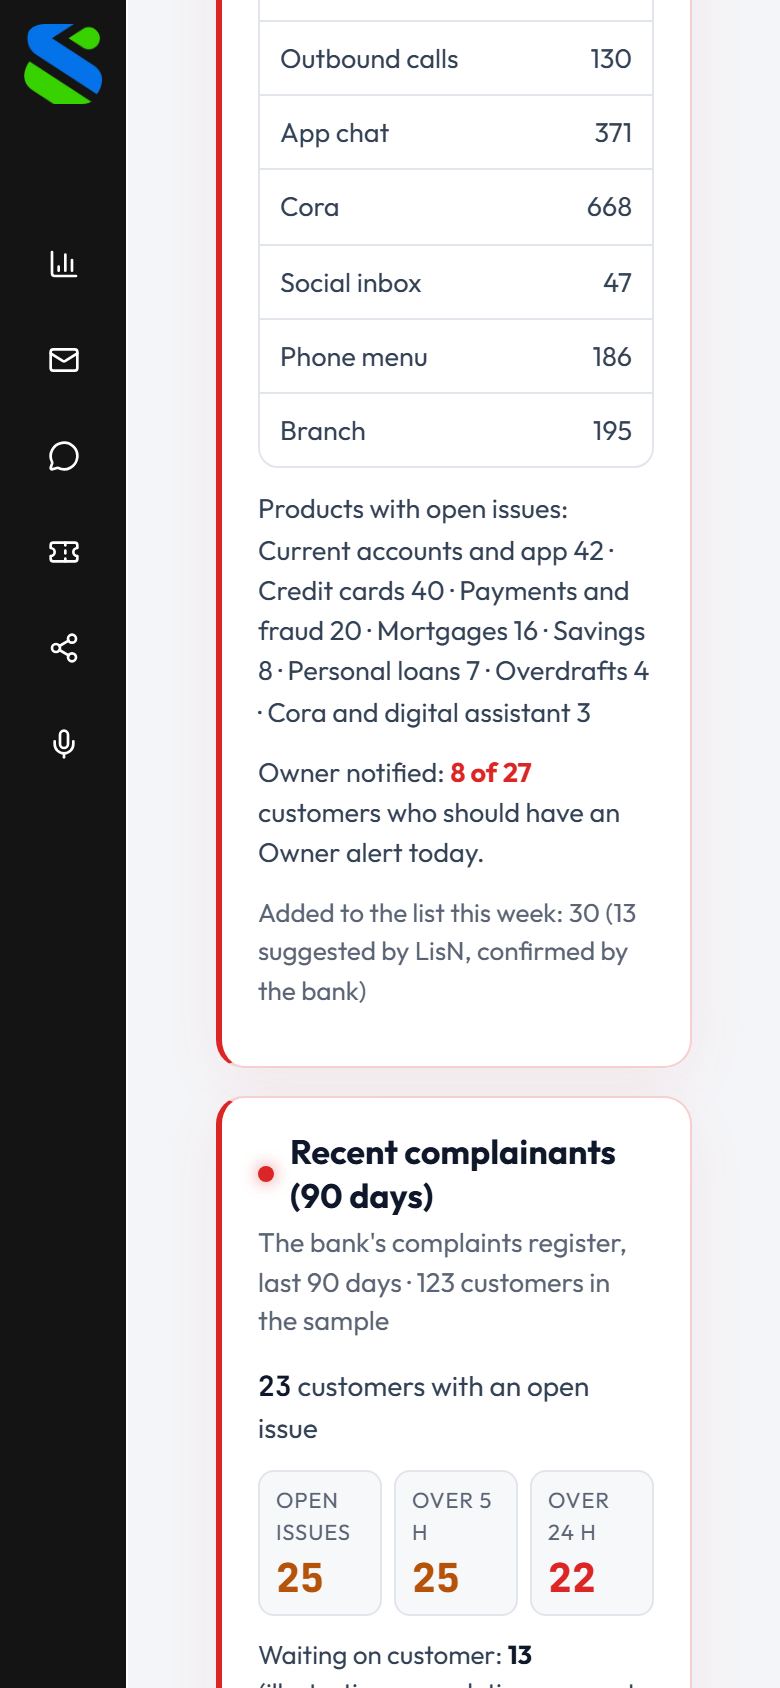 Outbound calls 130
App chat 371
Cora 668
Social inbox 47
Phone menu 186
Branch 195
Products with open issues:
Current accounts and app 42 ·
Credit cards 40 · Payments and
fraud 20 · Mortgages 16 · Savings
8 · Personal loans 7 · Overdrafts 4
· Cora and digital assistant 3
Owner notified: 8 of 27
customers who should have an
Owner alert today.
Added to the list this week: 30 (13
suggested by LisN, confirmed by
the bank)
Recent complainants
(90 days)
The bank's complaints register,
last 90 days · 123 customers in
the sample
23 customers with an open
issue
OPEN ISSUES 25
OVER 5 H 25
OVER 24 H 22
Waiting on customer: 13